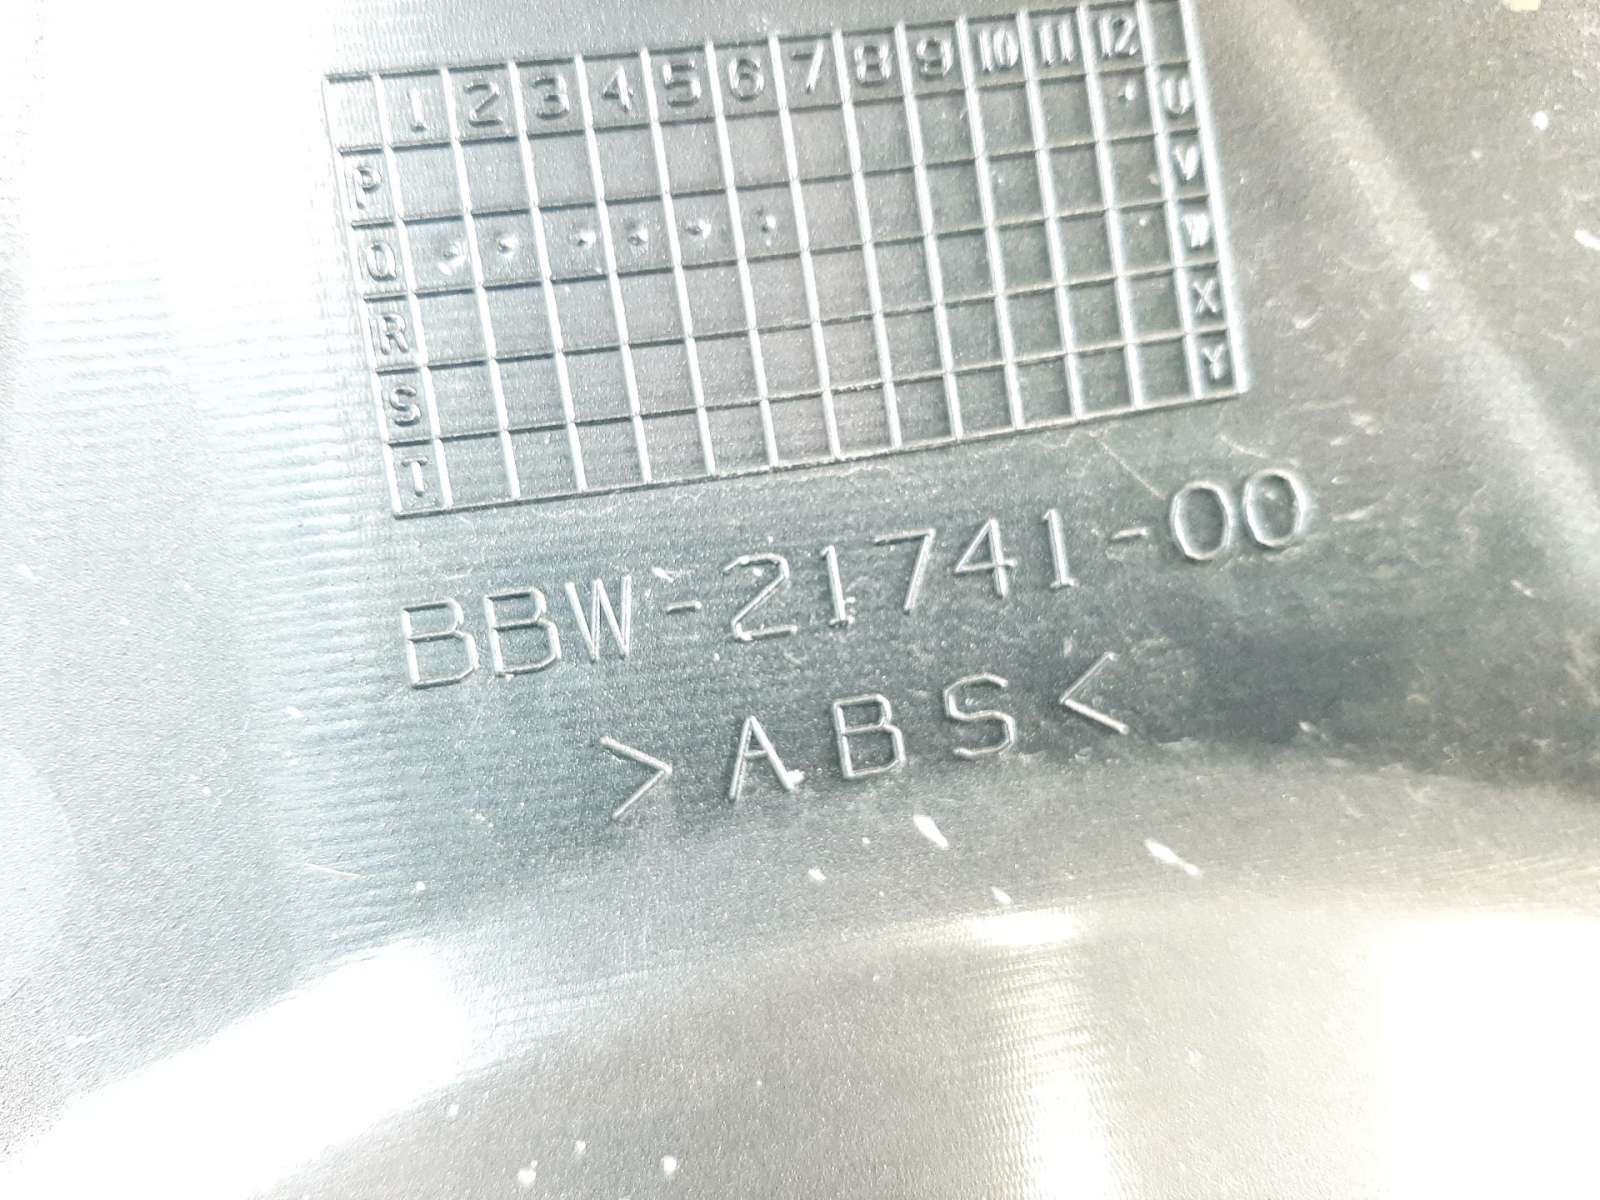 1 2 3 4 5 6 7 8 9 10 11 12
P U
Q V
R W
S X
T Y
BBW-21741-00
>ABS<